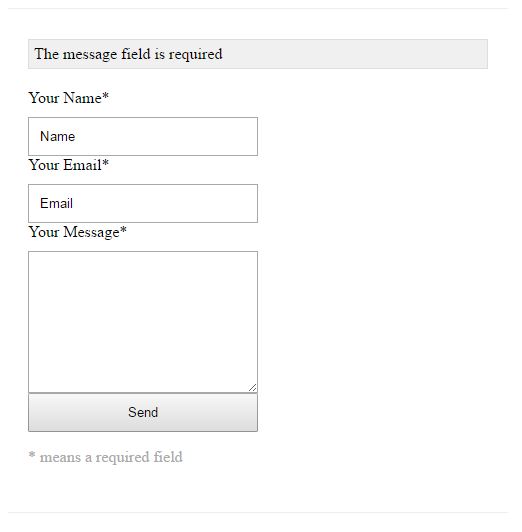 The message field is required
Your Name*
Name
Your Email*
Email
Your Message*
Send
* means a required field